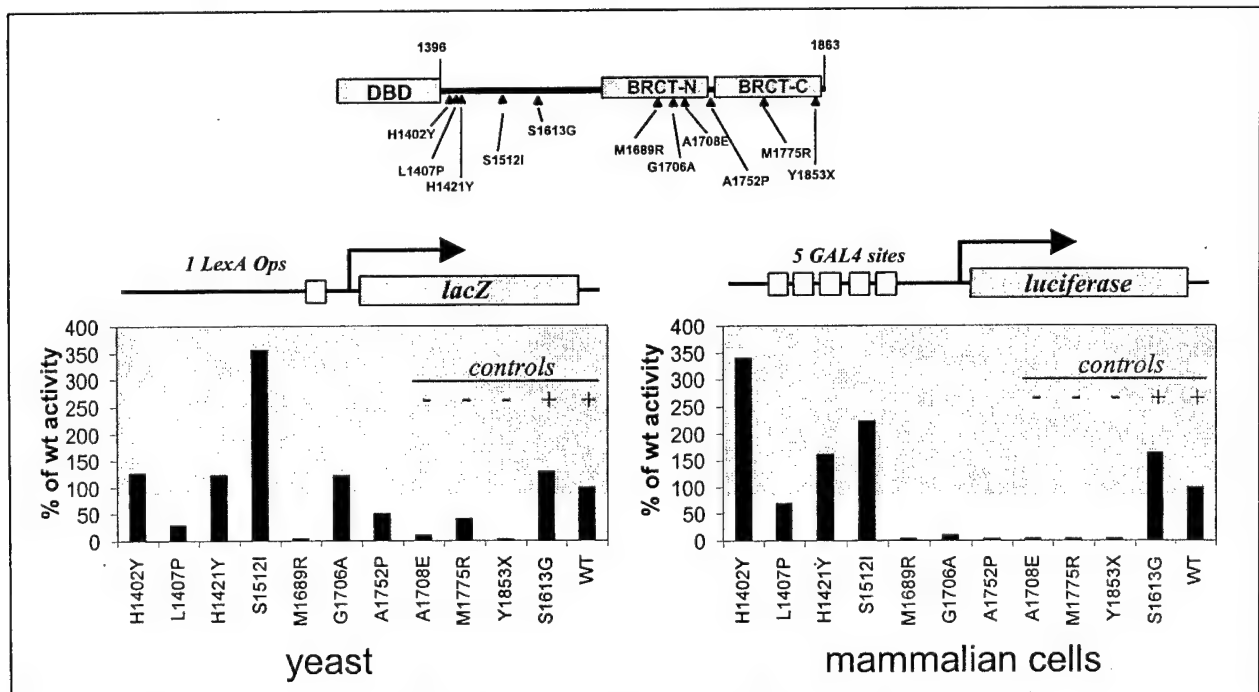 1396
1863
DBD
BRCT-N
BRCT-C
H1402Y
L1407P
H1421Y
S1512I
S1613G
M1689R
G1706A
A1708E
A1752P
M1775R
Y1853X
1 LexA Ops
lacZ
5 GAL4 sites
luciferase
% of wt activity
400
350
300
250
200
150
100
50
0
controls
- - - + +
H1402Y
L1407P
H1421Y
S1512I
M1689R
G1706A
A1752P
A1708E
M1775R
Y1853X
S1613G
WT
yeast
% of wt activity
400
350
300
250
200
150
100
50
0
controls
- - - + +
H1402Y
L1407P
H1421Y
S1512I
M1689R
G1706A
A1752P
A1708E
M1775R
Y1853X
S1613G
WT
mammalian cells